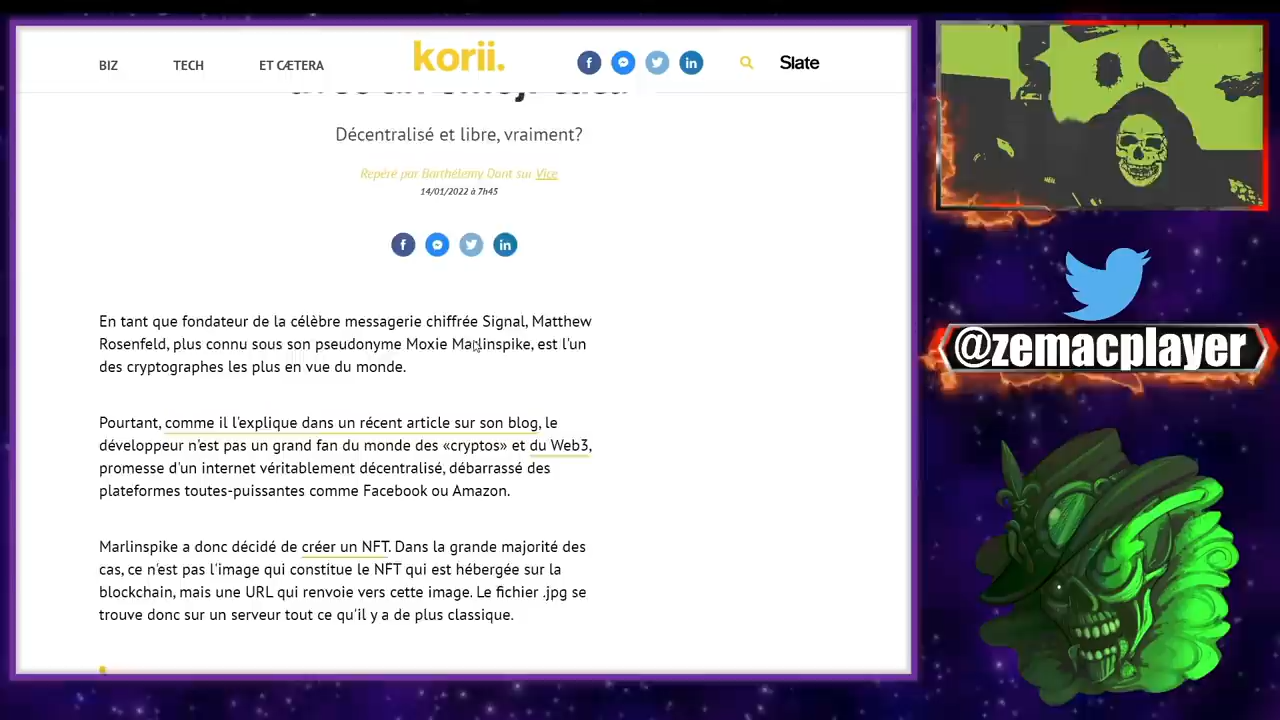 BIZ
TECH
ET CÆTERA
korii.
Slate
Décentralisé et libre, vraiment?
Repéré par Barthélemy Dont sur Vice
14/01/2022 à 7h45
En tant que fondateur de la célèbre messagerie chiffrée Signal, Matthew
Rosenfeld, plus connu sous son pseudonyme Moxie Marlinspike, est l'un
des cryptographes les plus en vue du monde.
Pourtant, comme il l'explique dans un récent article sur son blog, le
développeur n'est pas un grand fan du monde des «cryptos» et du Web3,
promesse d'un internet véritablement décentralisé, débarrassé des
plateformes toutes-puissantes comme Facebook ou Amazon.
Marlinspike a donc décidé de créer un NFT. Dans la grande majorité des
cas, ce n'est pas l'image qui constitue le NFT qui est hébergée sur la
blockchain, mais une URL qui renvoie vers cette image. Le fichier .jpg se
trouve donc sur un serveur tout ce qu'il y a de plus classique.
@zemacplayer